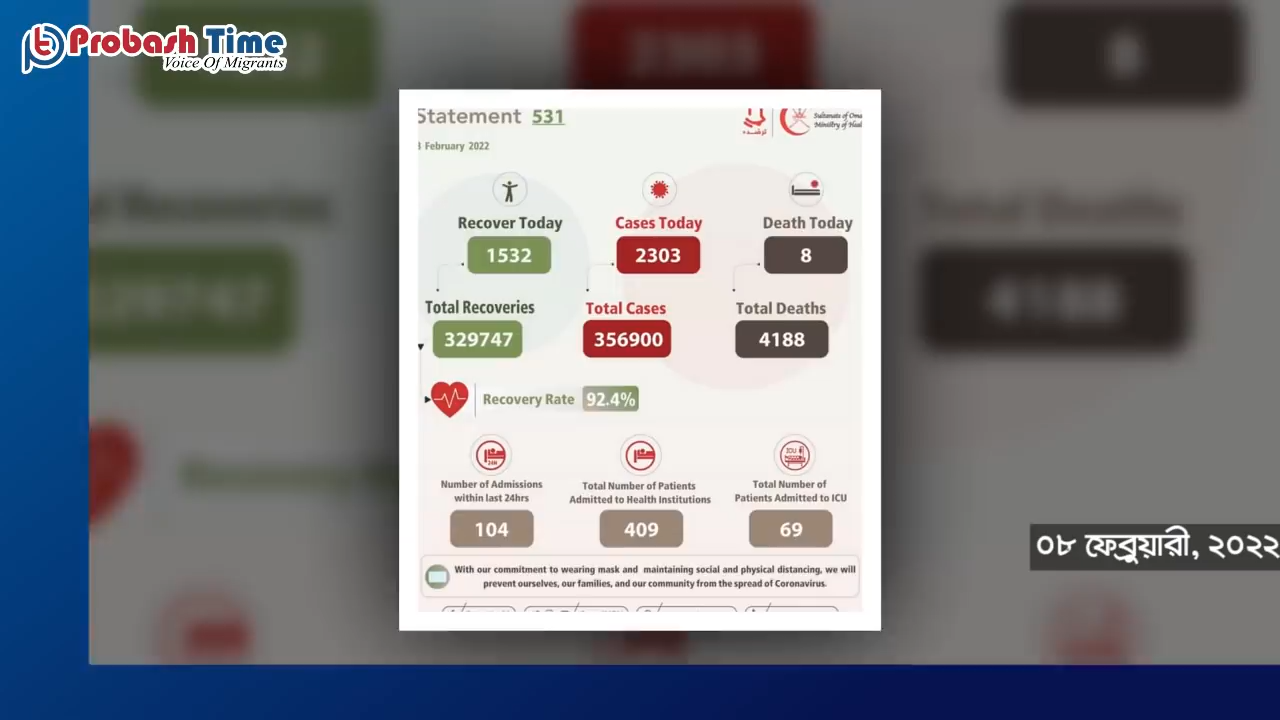 Probash Time
Voice Of Migrants
Statement 531
February 2022
Sultanate of
Ministry of
Recover Today
Cases Today
Death Today
1532
2303
8
Total Recoveries
Total Cases
Total Deaths
329747
356900
4188
Recovery Rate 92.4%
Number of Admissions
within last 24hrs
Total Number of Patients
Admitted to Health Institutions
Total Number of
Patients Admitted to ICU
104
409
69
With our commitment to wearing mask and maintaining social and physical distancing, we will
prevent ourselves, our families, and our community from the spread of Coronavirus.
০৮ ফেব্রুয়ারী, ২০২২